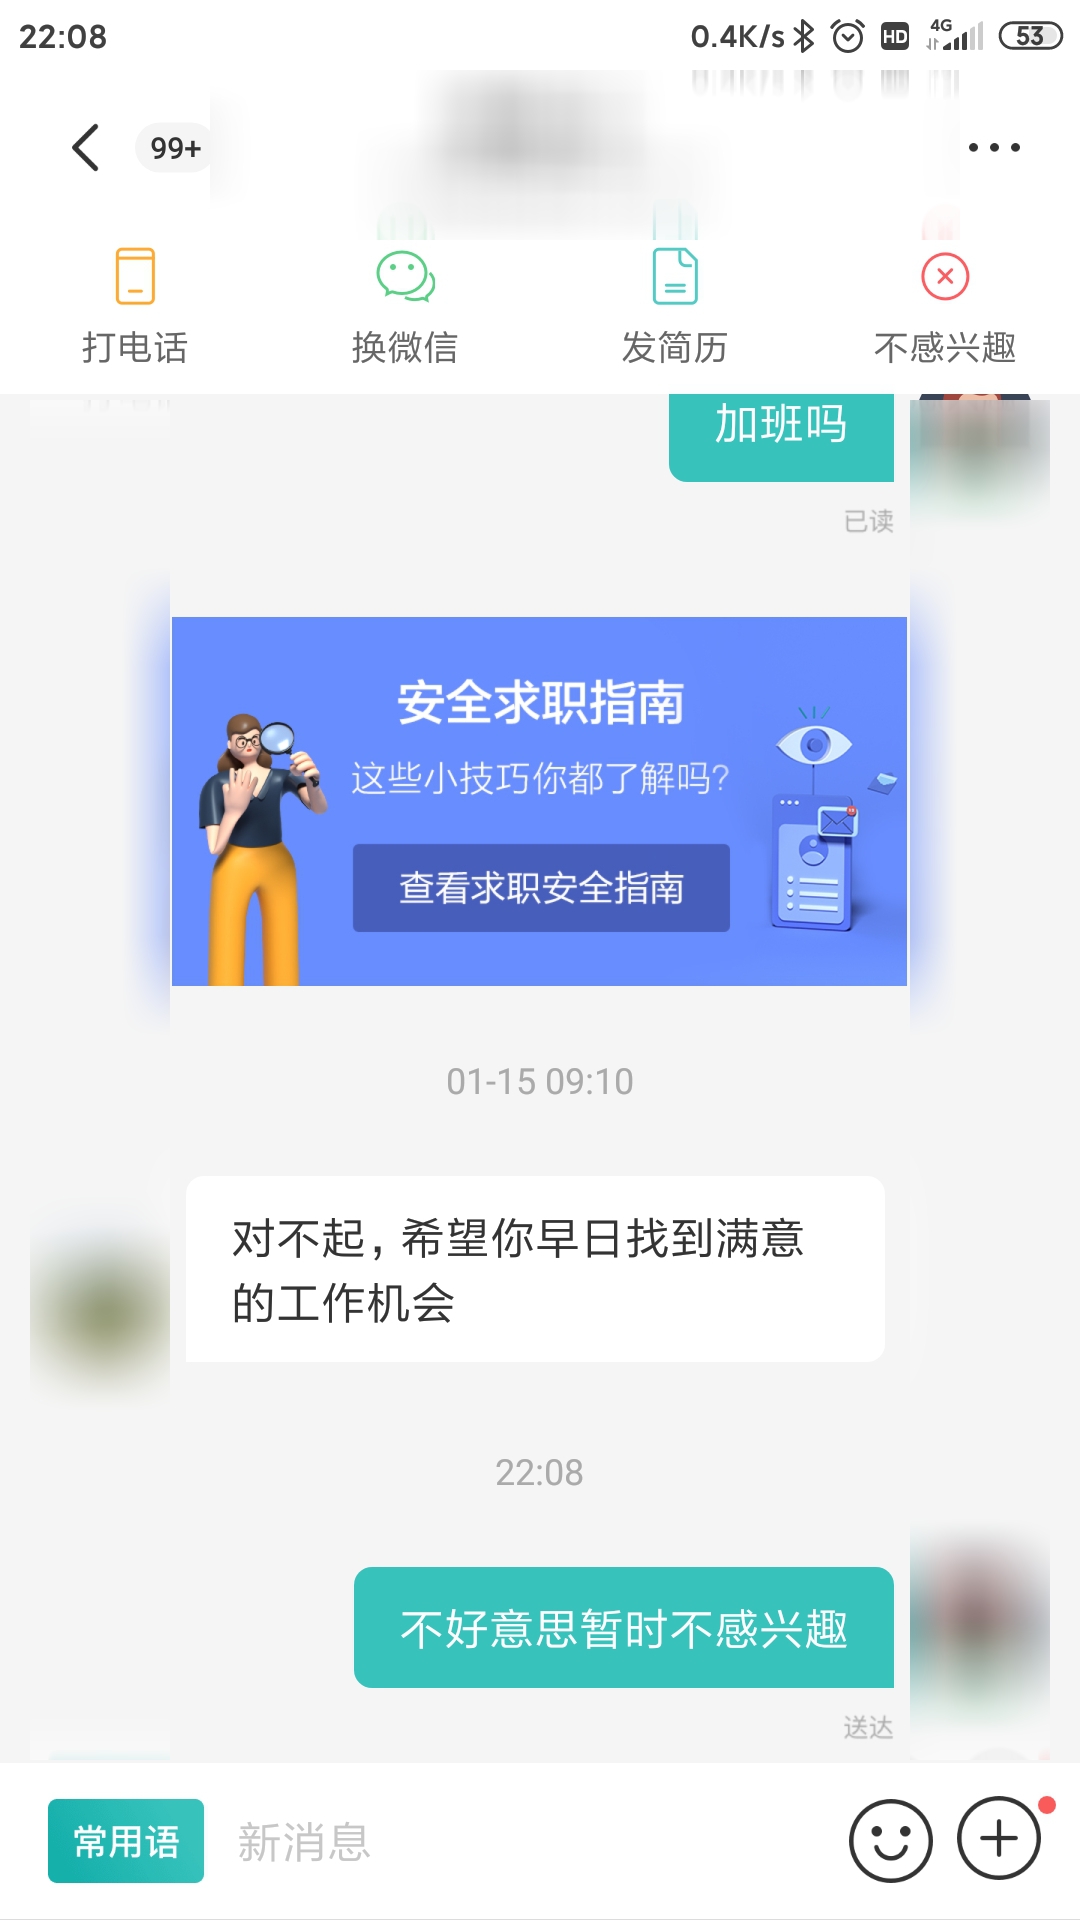 22:08
0.4K/s
HD
4G
53
99+
打电话
换微信
发简历
不感兴趣
加班吗
已读
安全求职指南
这些小技巧你都了解吗?
查看求职安全指南
01-15 09:10
对不起，希望你早日找到满意
的工作机会
22:08
不好意思暂时不感兴趣
送达
常用语
新消息